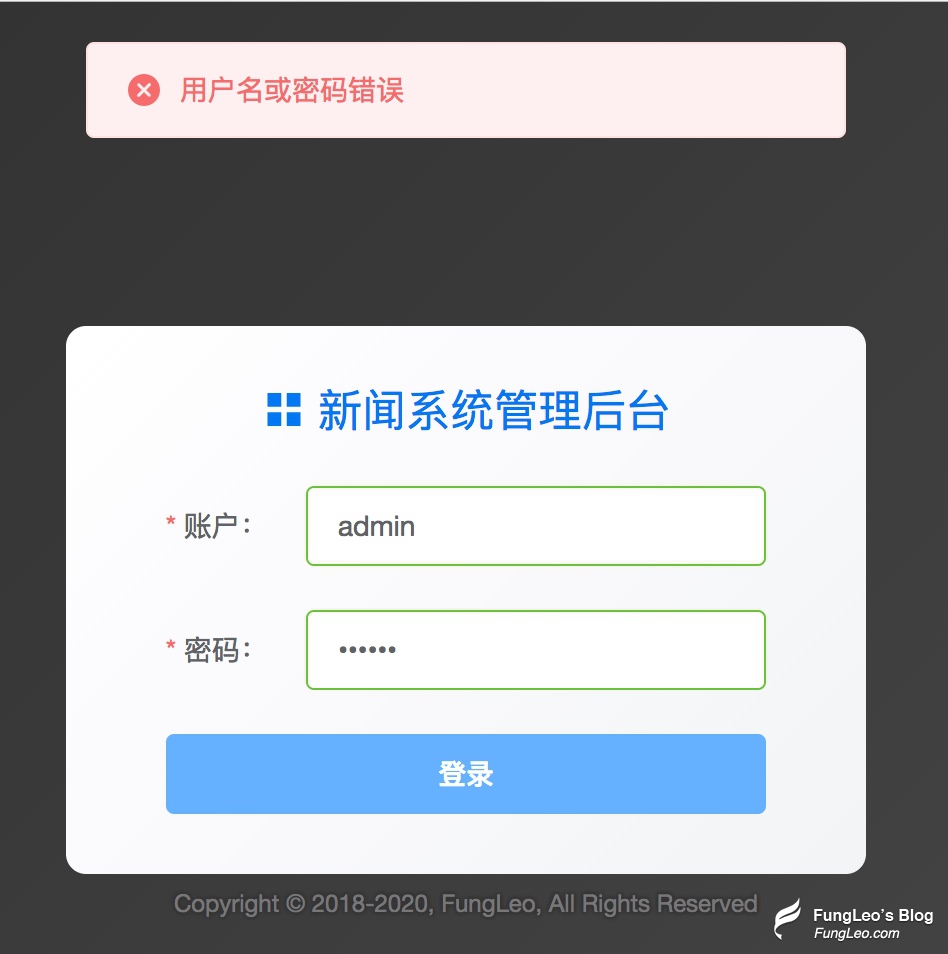 用户名或密码错误
新闻系统管理后台
* 账户：
admin
* 密码：
••••••
登录
Copyright © 2018-2020, FungLeo, All Rights Reserved
FungLeo's Blog
FungLeo.com